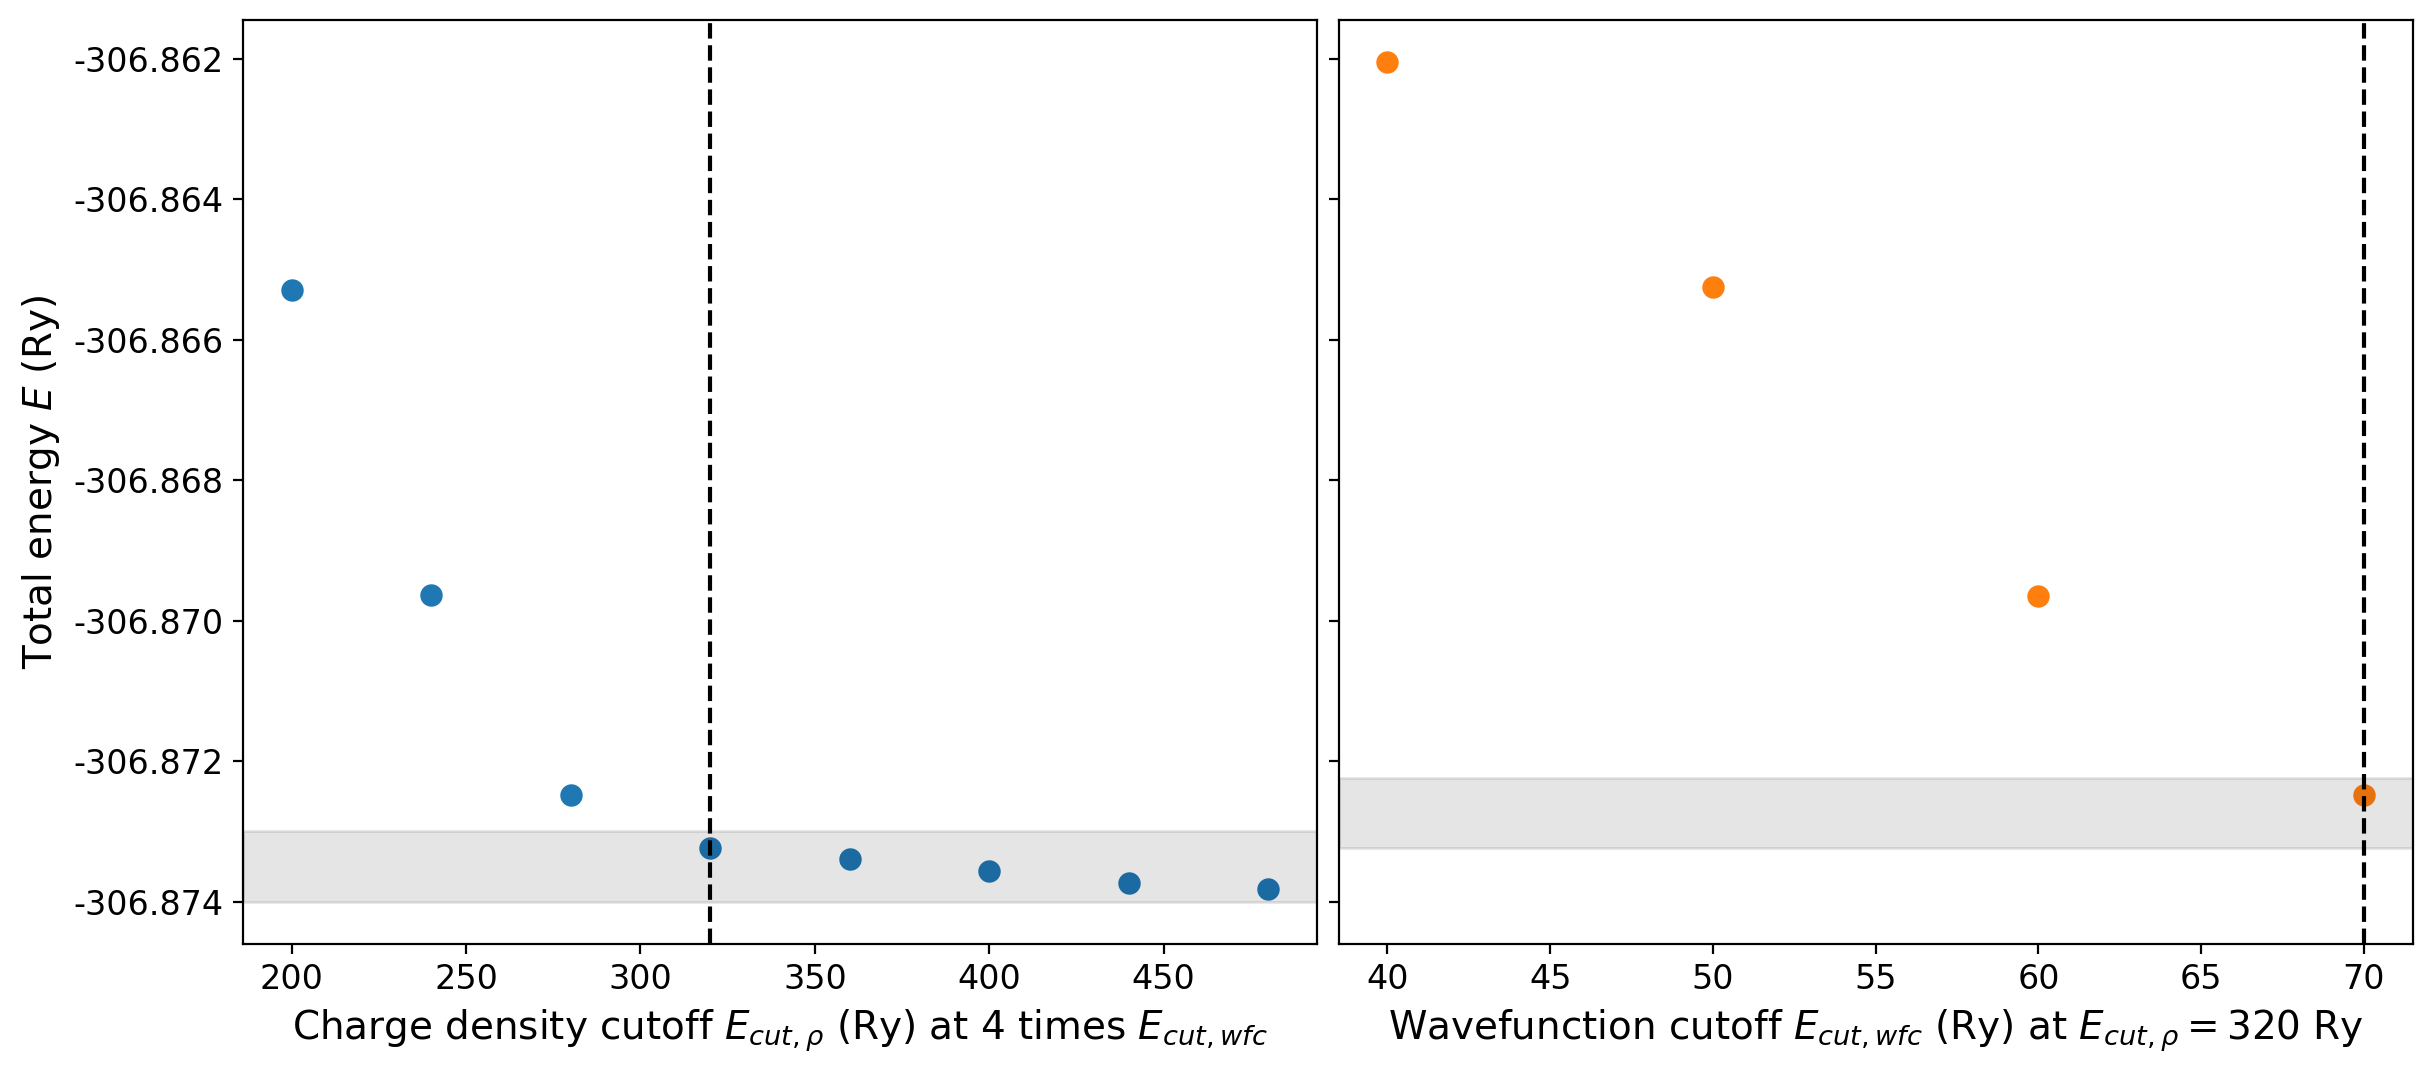 Total energy E (Ry)
-306.862
-306.864
-306.866
-306.868
-306.870
-306.872
-306.874
200 250 300 350 400 450
Charge density cutoff E_{cut, ρ} (Ry) at 4 times E_{cut, wfc}
40 45 50 55 60 65 70
Wavefunction cutoff E_{cut, wfc} (Ry) at E_{cut, ρ} = 320 Ry